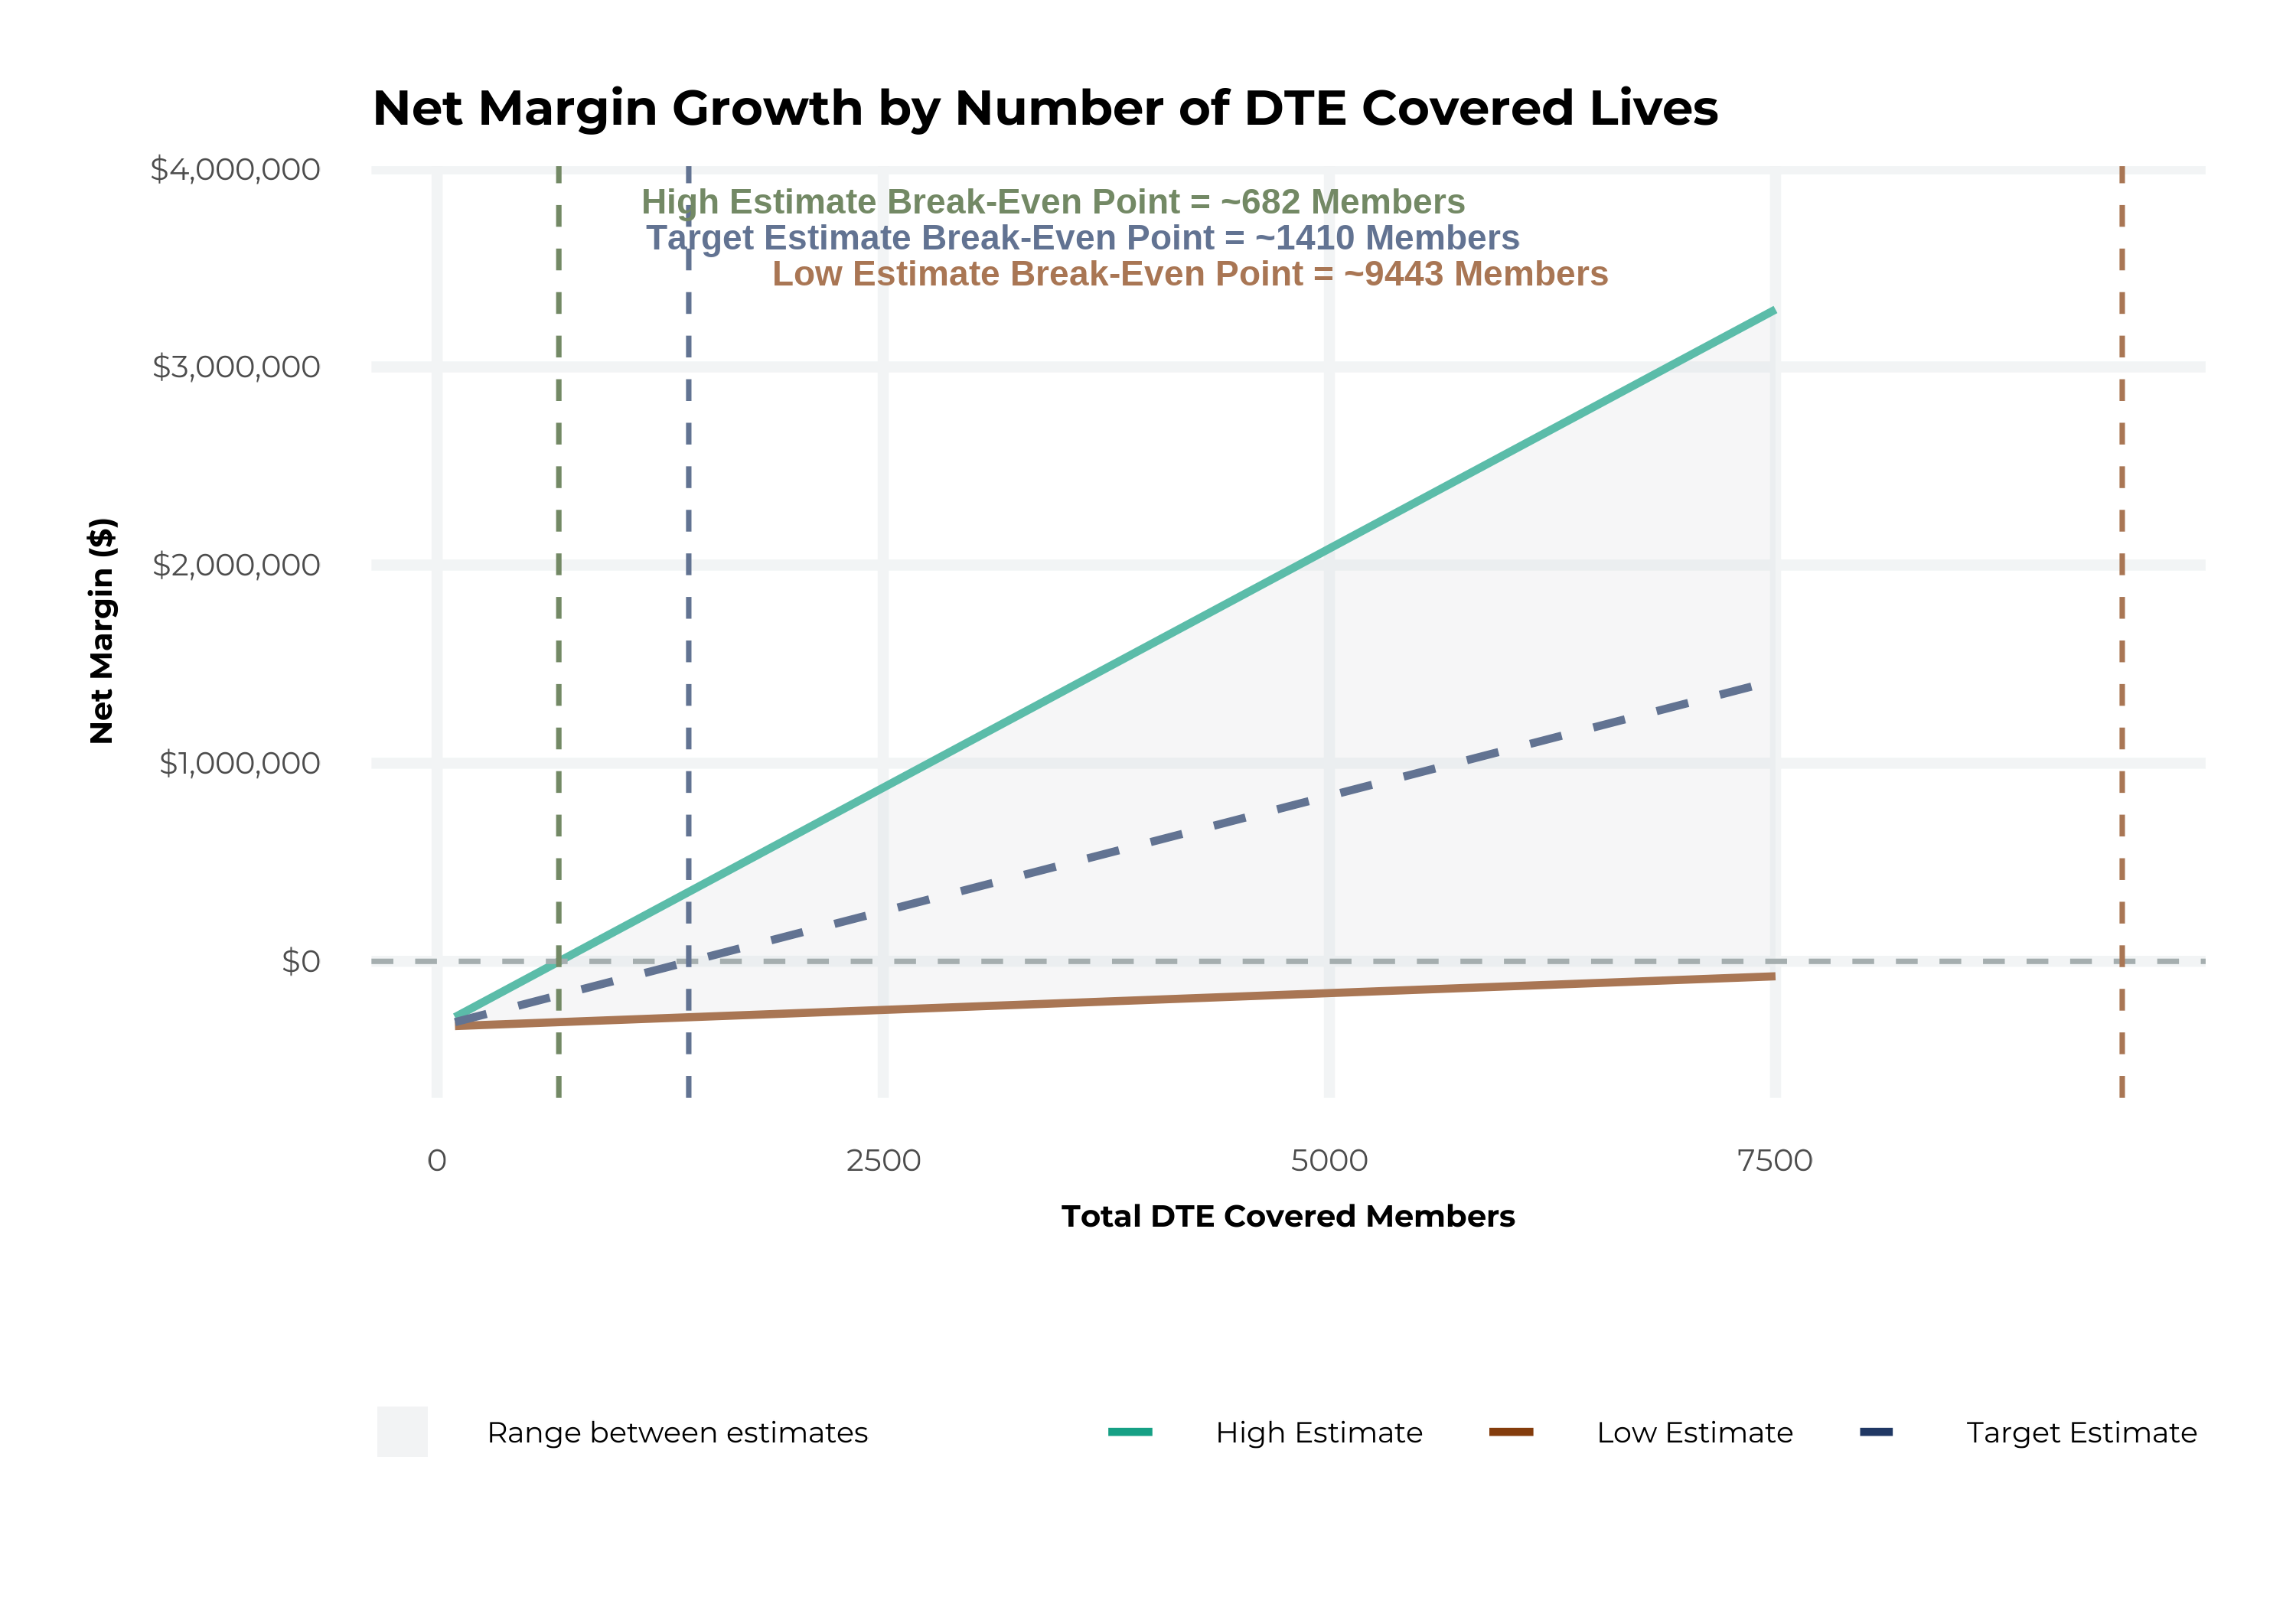 Net Margin Growth by Number of DTE Covered Lives
$4,000,000
High Estimate Break-Even Point = ~682 Members
Target Estimate Break-Even Point = ~1410 Members
Low Estimate Break-Even Point = ~9443 Members
$3,000,000
$2,000,000
$1,000,000
$0
Net Margin ($)
0 2500 5000 7500
Total DTE Covered Members
Range between estimates High Estimate Low Estimate Target Estimate